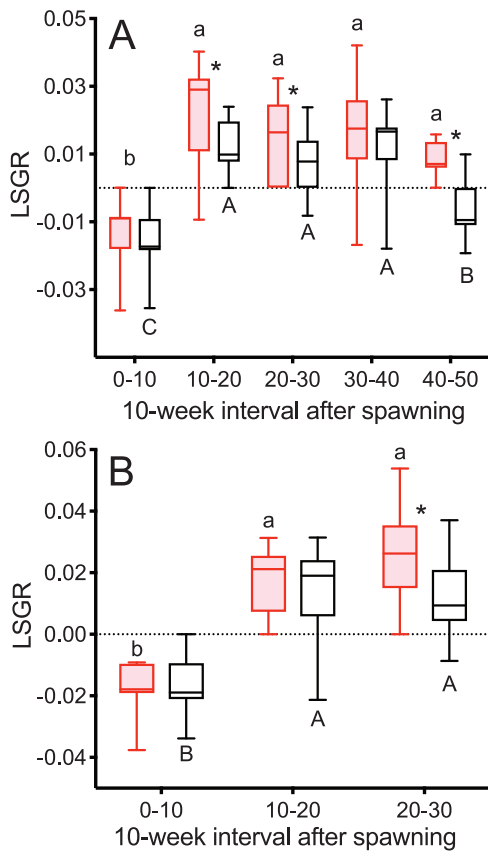 A
LSGR
0.05
0.03
0.01
-0.01
-0.03
b
C
a
*
A
a
*
A
a
A
a
*
B
0-10 10-20 20-30 30-40 40-50
10-week interval after spawning
B
LSGR
0.06
0.04
0.02
0.00
-0.02
-0.04
b
B
a
A
a
*
A
0-10 10-20 20-30
10-week interval after spawning